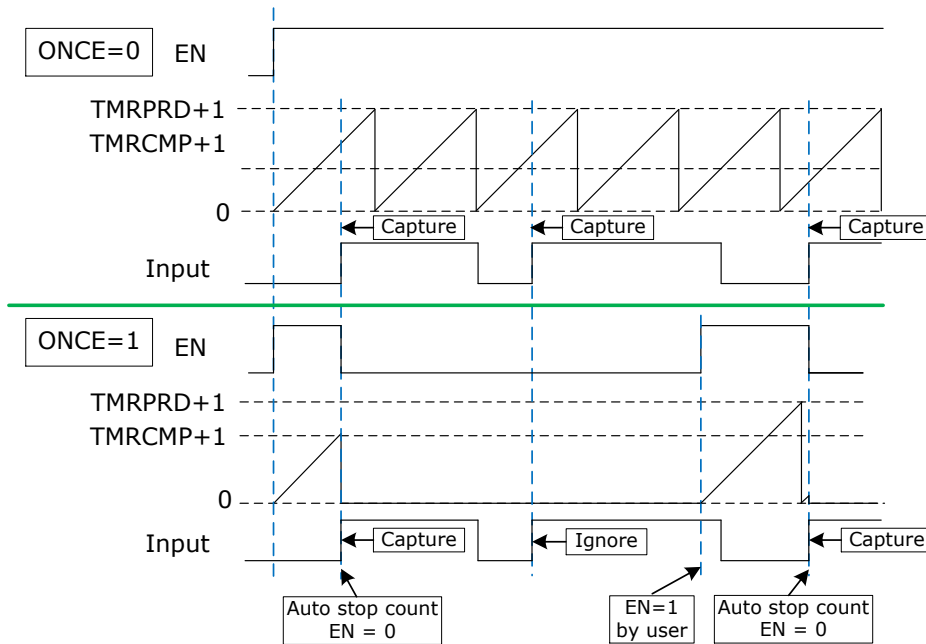 ONCE=0 EN
TMRPRD+1
TMRCMP+1
0
Capture Capture Capture
Input
ONCE=1 EN
TMRPRD+1
TMRCMP+1
0
Input Capture Ignore Capture
Auto stop count
EN = 0
EN=1
by user
Auto stop count
EN = 0